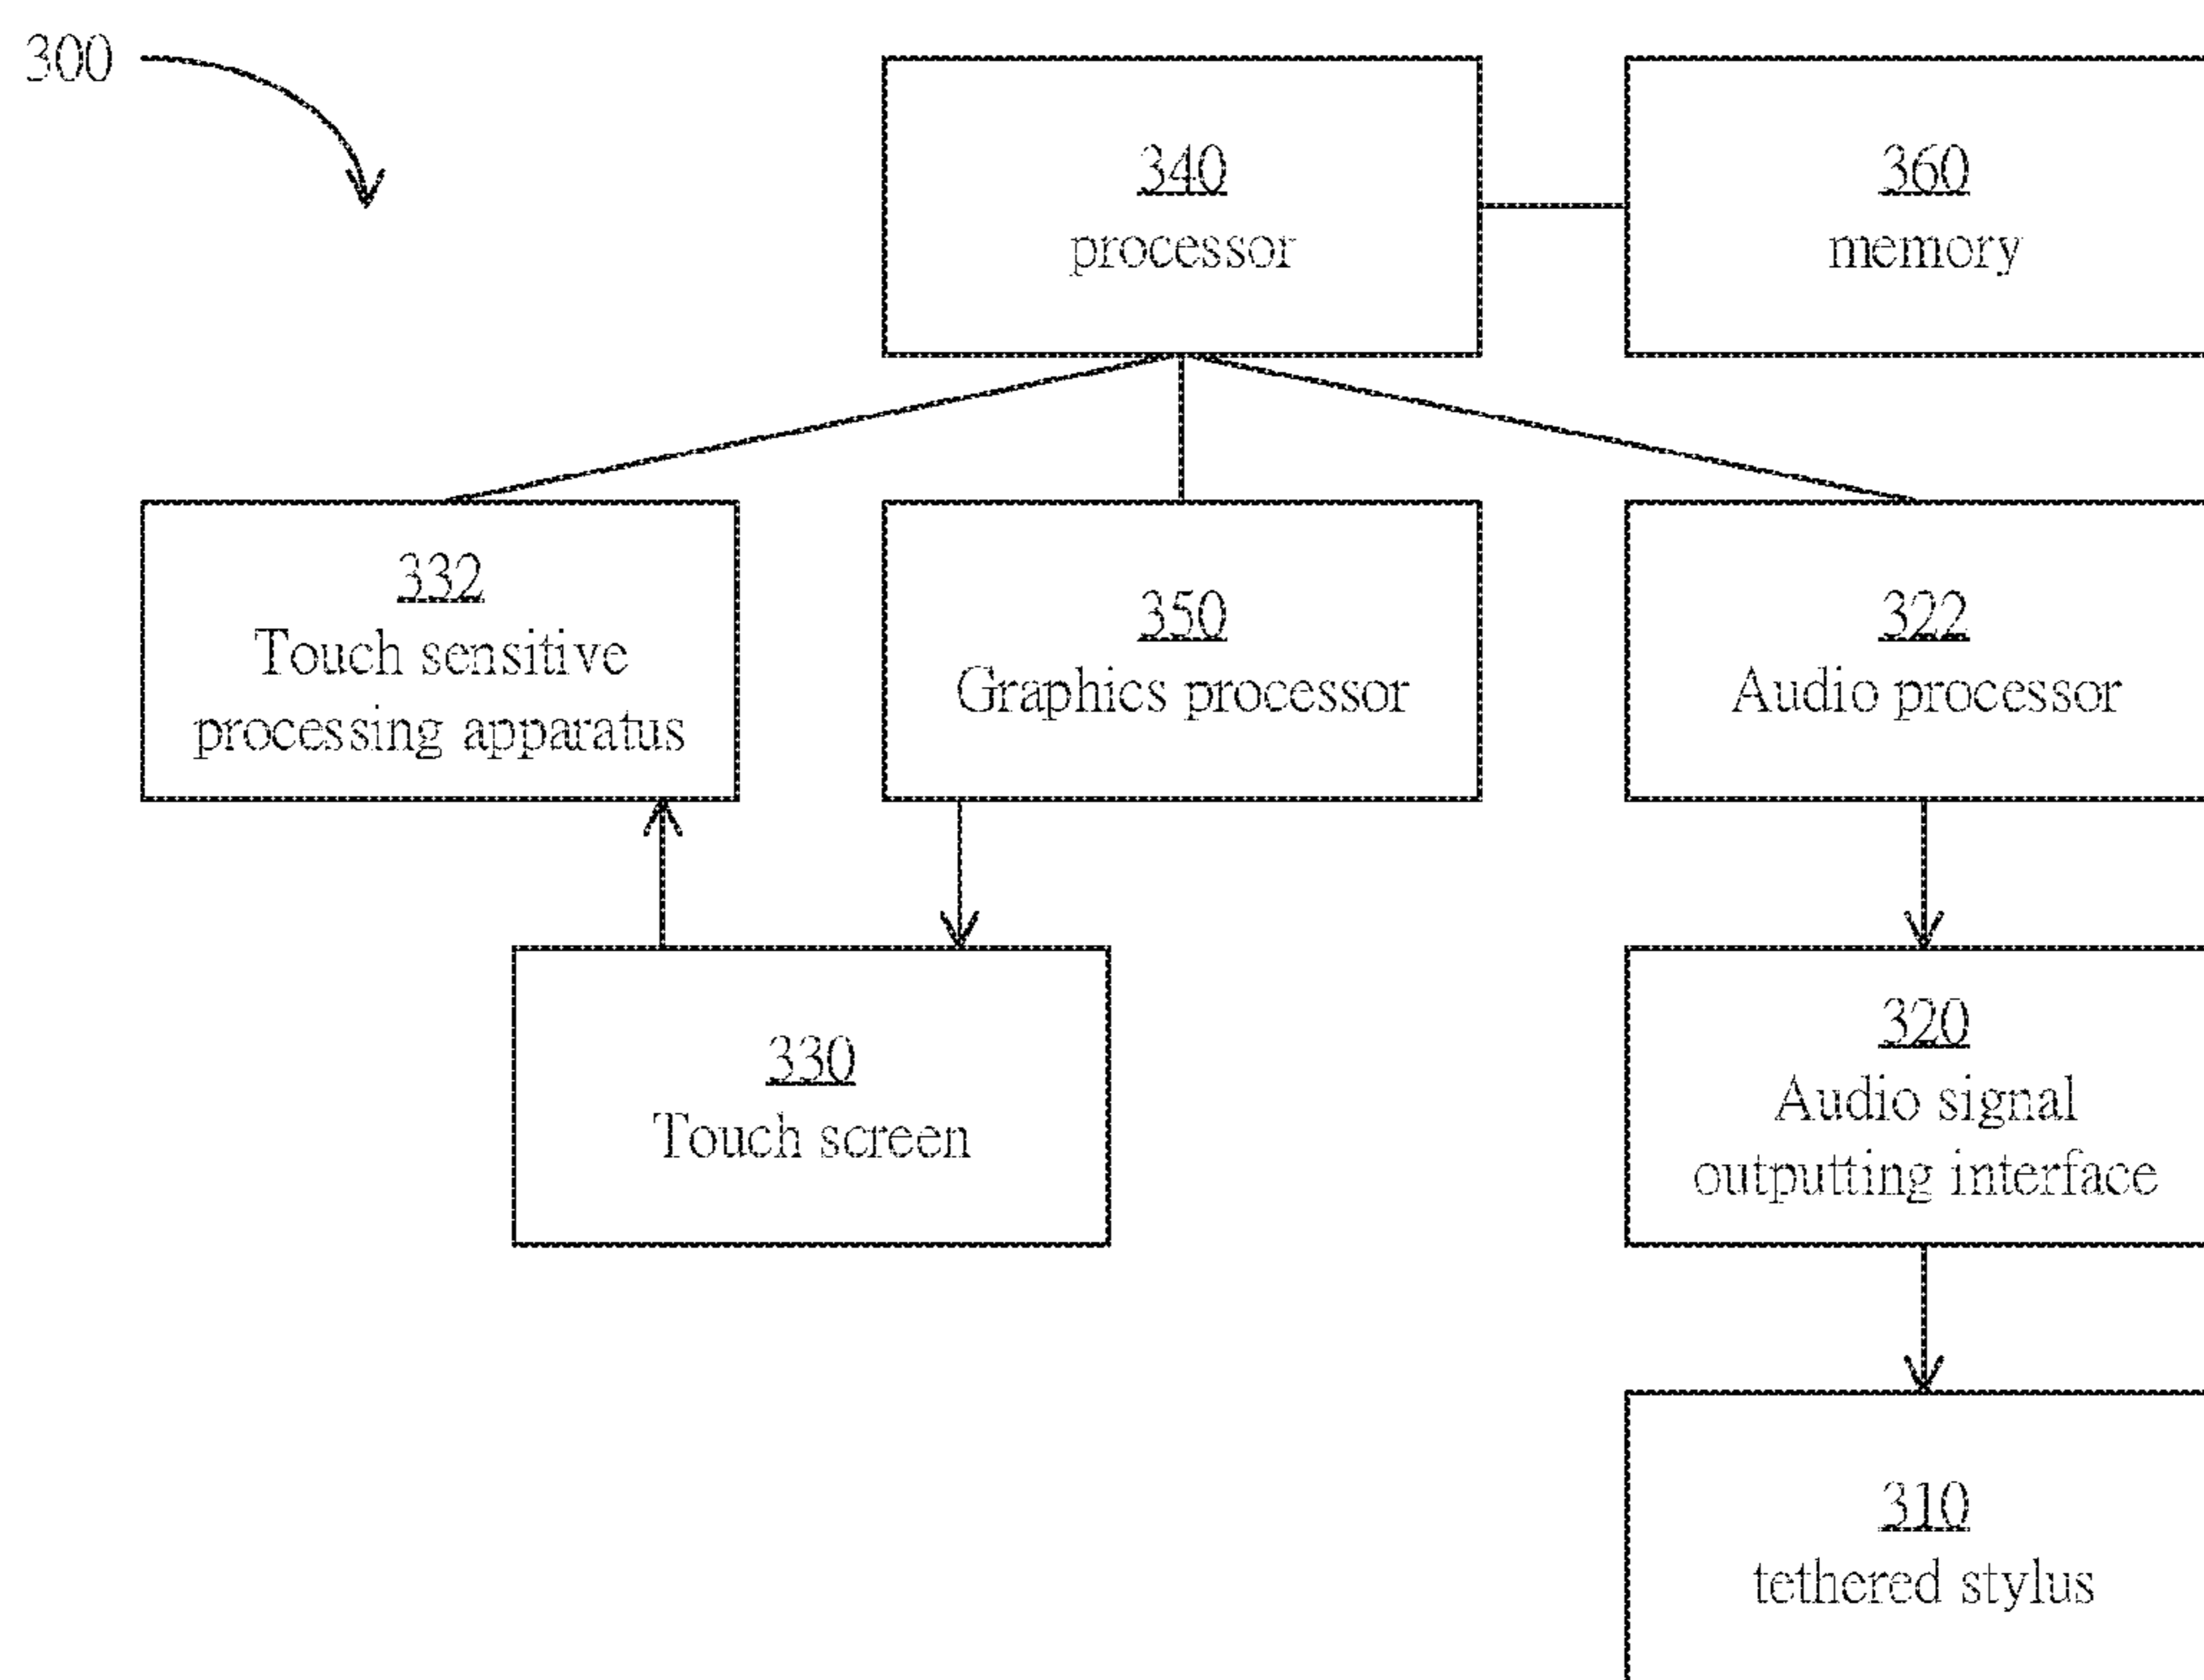 300
340
processor
360
memory
332
Touch sensitive
processing apparatus
350
Graphics processor
322
Audio processor
330
Touch screen
320
Audio signal
outputting interface
310
tethered stylus